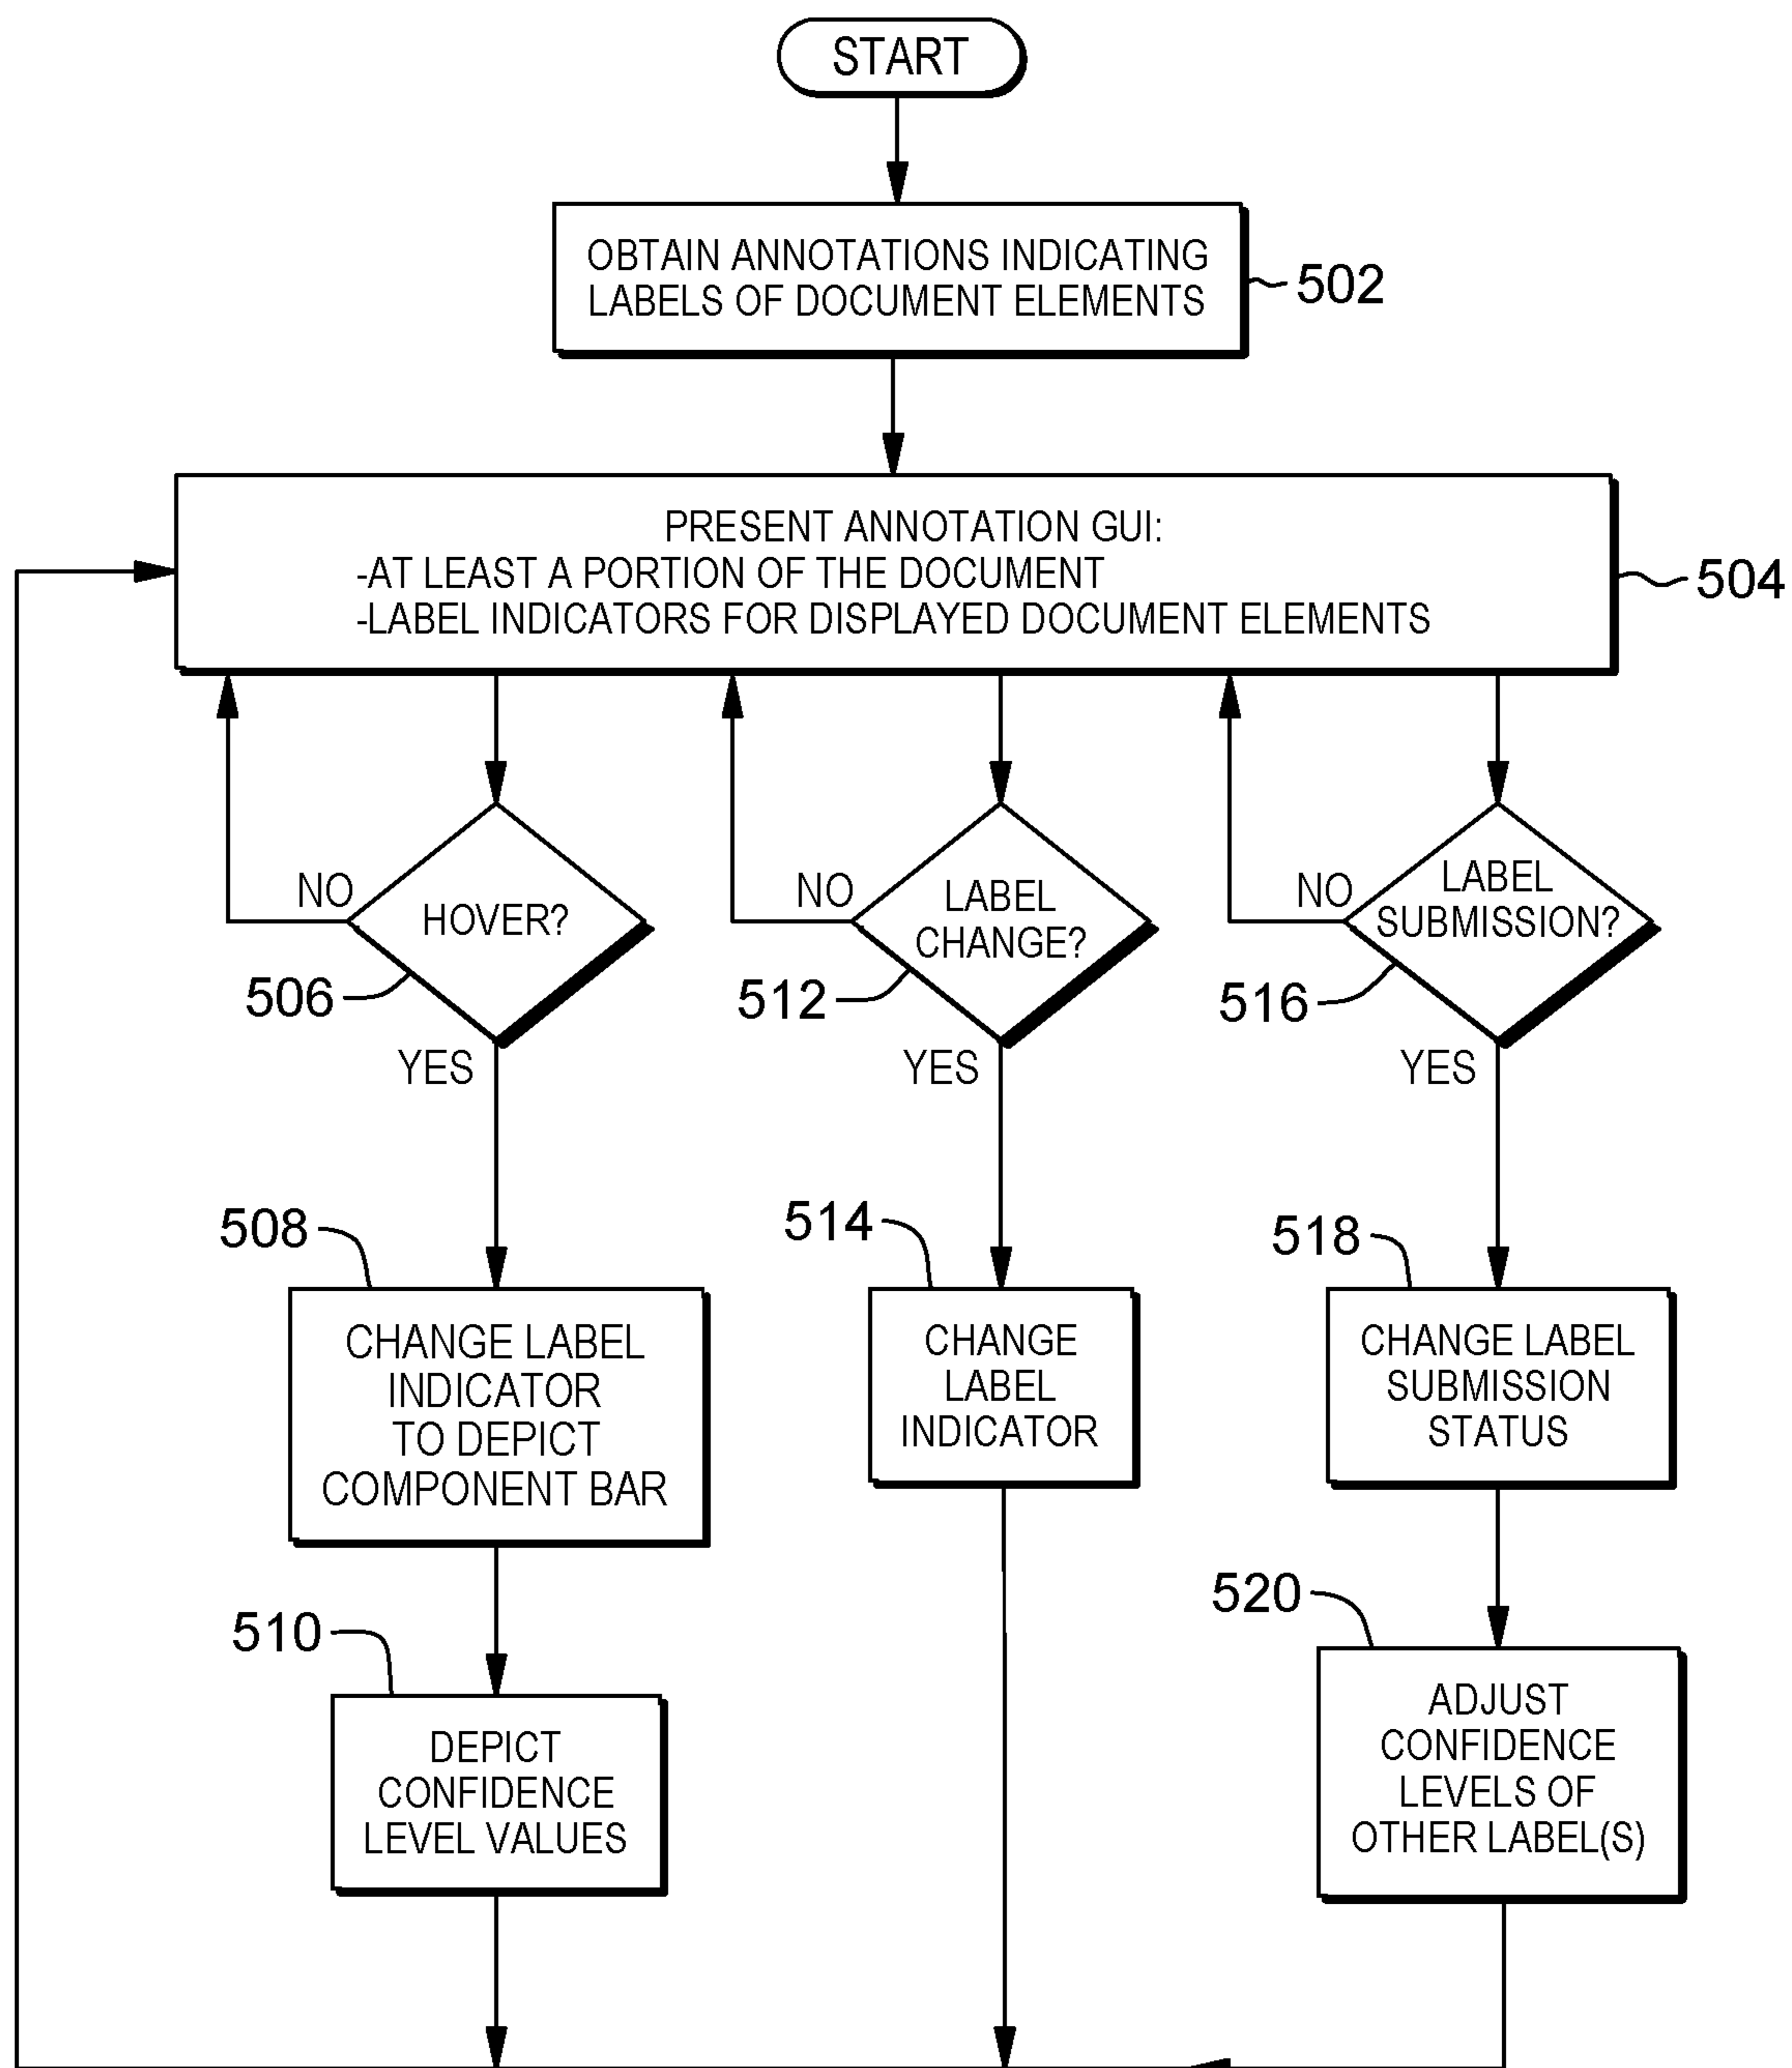 START
OBTAIN ANNOTATIONS INDICATING
LABELS OF DOCUMENT ELEMENTS
502
PRESENT ANNOTATION GUI:
-AT LEAST A PORTION OF THE DOCUMENT
-LABEL INDICATORS FOR DISPLAYED DOCUMENT ELEMENTS
504
NO
HOVER?
506
YES
NO
LABEL
CHANGE?
512
YES
NO
LABEL
SUBMISSION?
516
YES
508
CHANGE LABEL
INDICATOR
TO DEPICT
COMPONENT BAR
514
CHANGE
LABEL
INDICATOR
518
CHANGE LABEL
SUBMISSION
STATUS
510
DEPICT
CONFIDENCE
LEVEL VALUES
520
ADJUST
CONFIDENCE
LEVELS OF
OTHER LABEL(S)